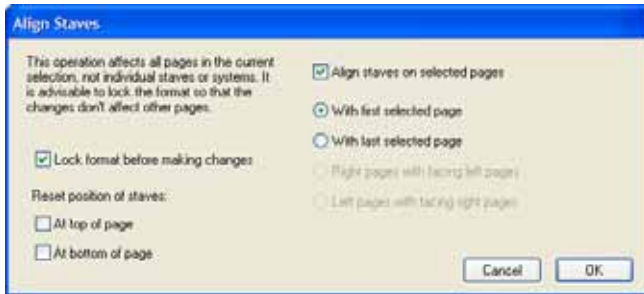 Align Staves
This operation affects all pages in the current
selection, not individual staves or systems. It
is advisable to lock the format so that the
changes don't affect other pages.
Lock format before making changes
Reset position of staves:
At top of page
At bottom of page
Align staves on selected pages
With first selected page
With last selected page
Right pages with facing left pages
Left pages with facing right pages
Cancel
OK